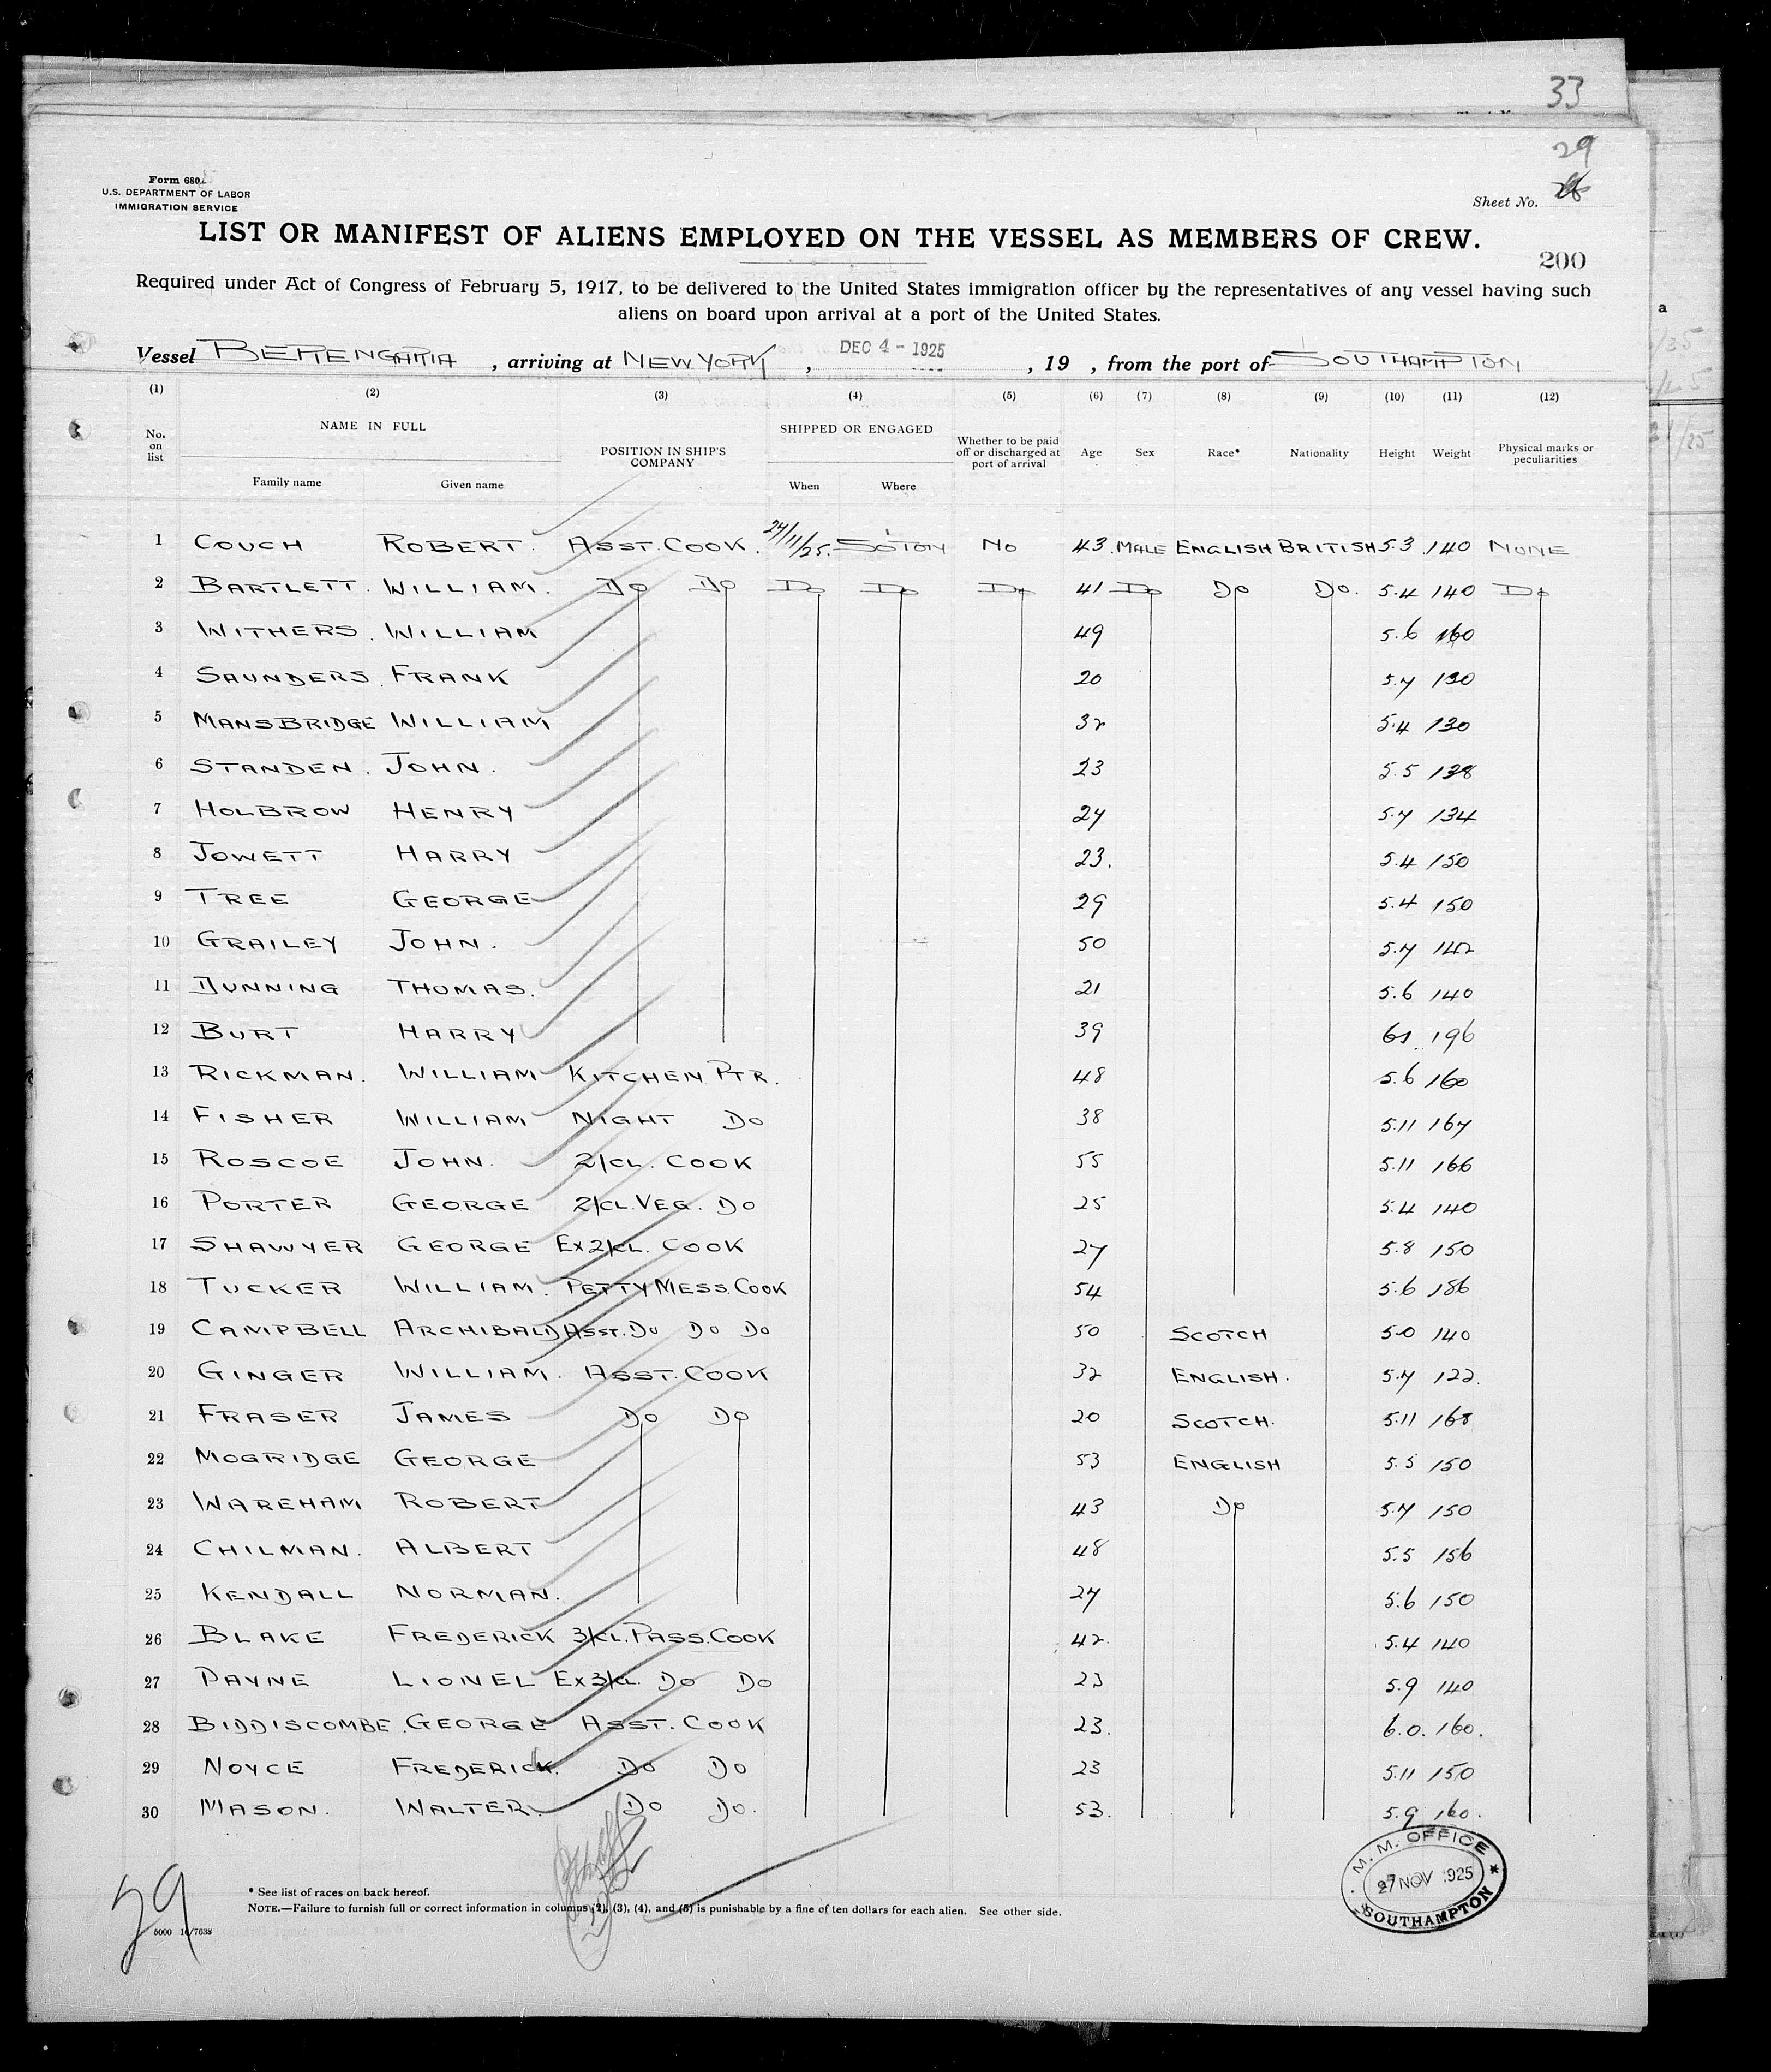 33
29
Form 680
U.S. DEPARTMENT OF LABOR
IMMIGRATION SERVICE
Sheet No.
LIST OR MANIFEST OF ALIENS EMPLOYED ON THE VESSEL AS MEMBERS OF CREW.
200
Required under Act of Congress of February 5, 1917, to be delivered to the United States immigration officer by the representatives of any vessel having such
aliens on board upon arrival at a port of the United States.
Vessel BERENGARIA, arriving at NEW YORK, DEC 4 - 1925, 19 , from the port of SOUTHAMPTON
(1) (2) (3) (4) (5) (6) (7) (8) (9) (10) (11) (12)
No. on list NAME IN FULL POSITION IN SHIP'S COMPANY SHIPPED OR ENGAGED Whether to be paid off or discharged at port of arrival Age Sex Race* Nationality Height Weight Physical marks or peculiarities
Family name Given name When Where
1 COUCH ROBERT. ASST. COOK. 24/11/25. SOTON NO 43. MALE ENGLISH BRITISH 5.3 140 NONE
2 BARTLETT. WILLIAM. DO DO DO DO DO 41 DO DO DO. 5.4 140 DO
3 WITHERS. WILLIAM 49 5.6 160
4 SAUNDERS. FRANK 20 5.7 130
5 MANSBRIDGE WILLIAM 32 5.4 130
6 STANDEN. JOHN. 23 5.5 138
7 HOLBROW HENRY 27 5.7 134
8 JOWETT HARRY 23. 5.4 150
9 TREE GEORGE 29 5.4 150
10 GRAILEY JOHN. 50 5.7 142
11 DUNNING THOMAS. 21 5.6 140
12 BURT HARRY 39 196
13 RICKMAN. WILLIAM KITCHEN PTR. 48 5.6 160
14 FISHER WILLIAM NIGHT DO 38 5.11 167
15 ROSCOE JOHN. 2/CL. COOK 55 5.11 166
16 PORTER GEORGE 2/CL. VEG. DO 25 5.4 140
17 SHAWYER GEORGE EX 2/CL. COOK 27 5.8 150
18 TUCKER WILLIAM. PETTY MESS. COOK 54 5.6 186
19 CAMPBELL ARCHIBALD ASST. DO DO DO 50 SCOTCH 5.0 140
20 GINGER WILLIAM. ASST. COOK 32 ENGLISH. 5.7 122.
21 FRASER JAMES DO DO 20 SCOTCH. 5.11 168
22 MOGRIDGE GEORGE 53 ENGLISH 5.5 150
23 WAREHAM ROBERT 43 DO 5.7 150
24 CHILMAN. ALBERT 48 5.5 156
25 KENDALL NORMAN. 27 5.6 150
26 BLAKE FREDERICK 3/CL. PASS. COOK 42. 5.4 140
27 PAYNE LIONEL EX 3/CL. DO DO 23 5.9 140
28 BIDDISCOMBE. GEORGE ASST. COOK 23. 6.0. 160.
29 NOYCE FREDERICK. DO DO 23 5.11 150
30 MASON. WALTER. DO DO. 53. 5.9 160.
M. M. OFFICE
27 NOV 1925
SOUTHAMPTON
29
* See list of races on back hereof.
NOTE.—Failure to furnish full or correct information in columns (2), (3), (4), and (5) is punishable by a fine of ten dollars for each alien. See other side.
5000 10/7638